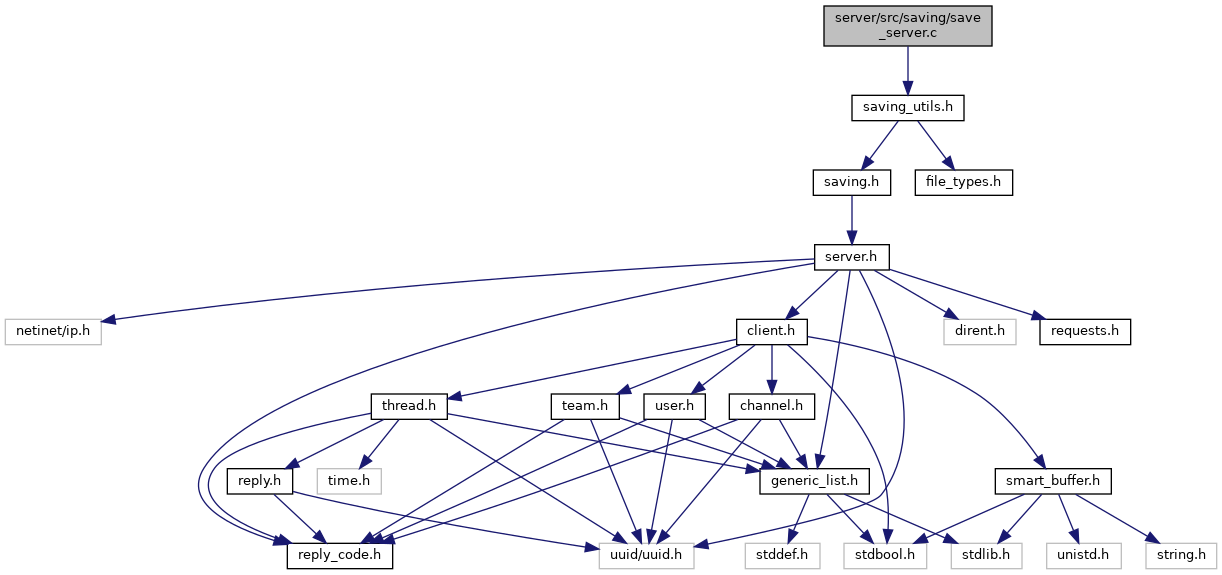 server/src/saving/save
_server.c
saving_utils.h
saving.h
file_types.h
server.h
netinet/ip.h
client.h
dirent.h
requests.h
thread.h
team.h
user.h
channel.h
reply.h
time.h
generic_list.h
smart_buffer.h
reply_code.h
uuid/uuid.h
stddef.h
stdbool.h
stdlib.h
unistd.h
string.h